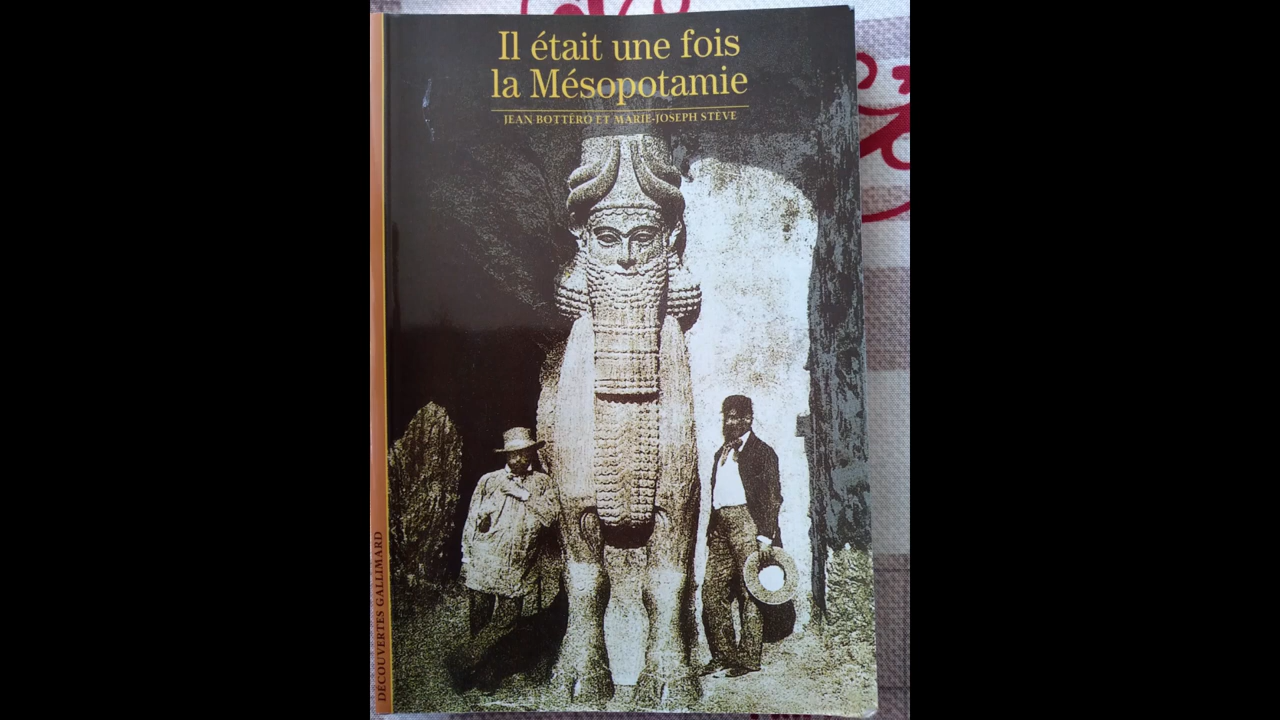 Il était une fois
la Mésopotamie
JEAN BOTTÉRO ET MARIE-JOSEPH STÈVE
DÉCOUVERTES GALLIMARD